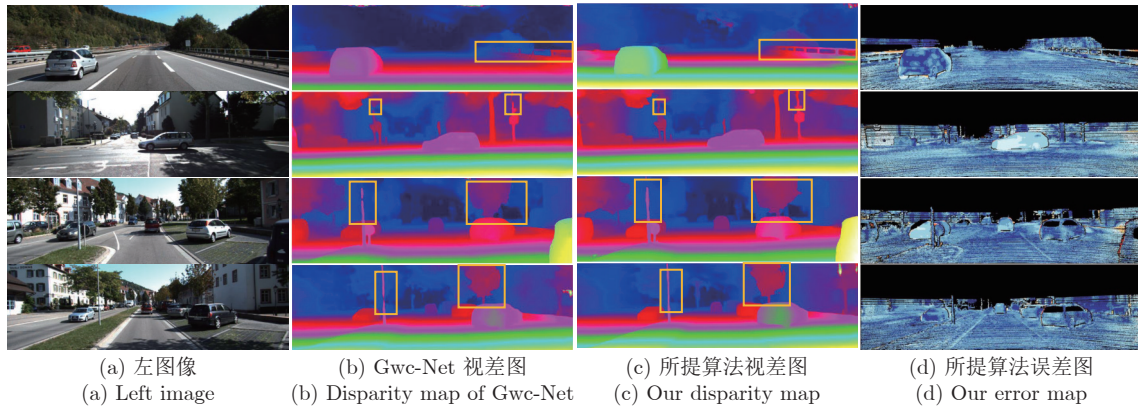 (a) 左图像
(b) Gwc-Net 视差图
(c) 所提算法视差图
(d) 所提算法误差图
(a) Left image
(b) Disparity map of Gwc-Net
(c) Our disparity map
(d) Our error map